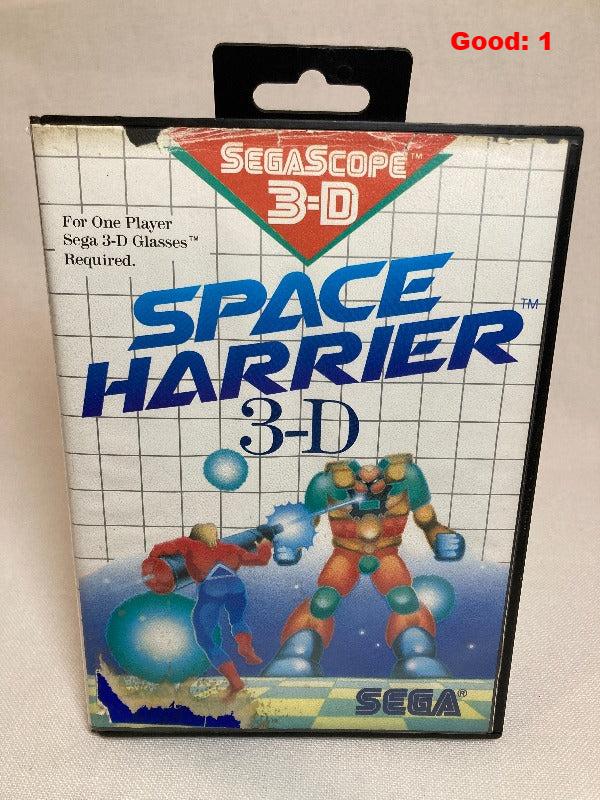 Good: 1
SEGASCOPE™
3-D
For One Player
Sega 3-D Glasses™
Required.
SPACE
HARRIER™
3-D
SEGA®